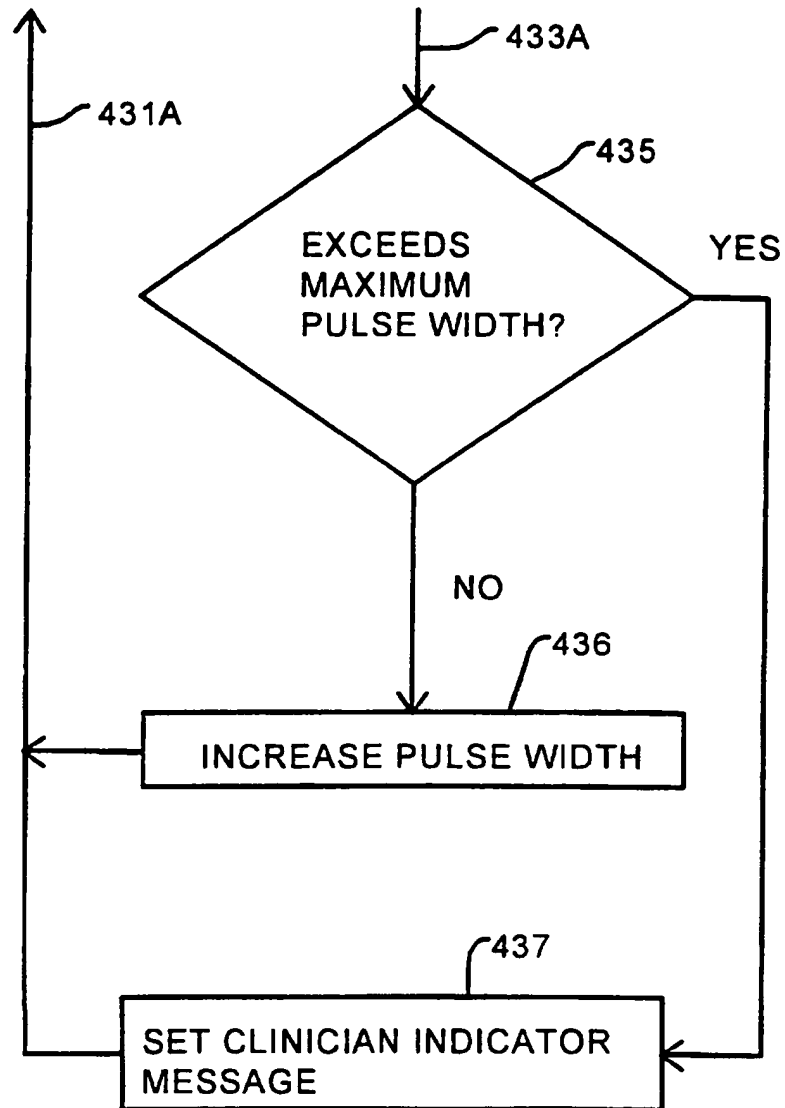 433A
431A
435
EXCEEDS
MAXIMUM
PULSE WIDTH?
YES
NO
436
INCREASE PULSE WIDTH
437
SET CLINICIAN INDICATOR
MESSAGE